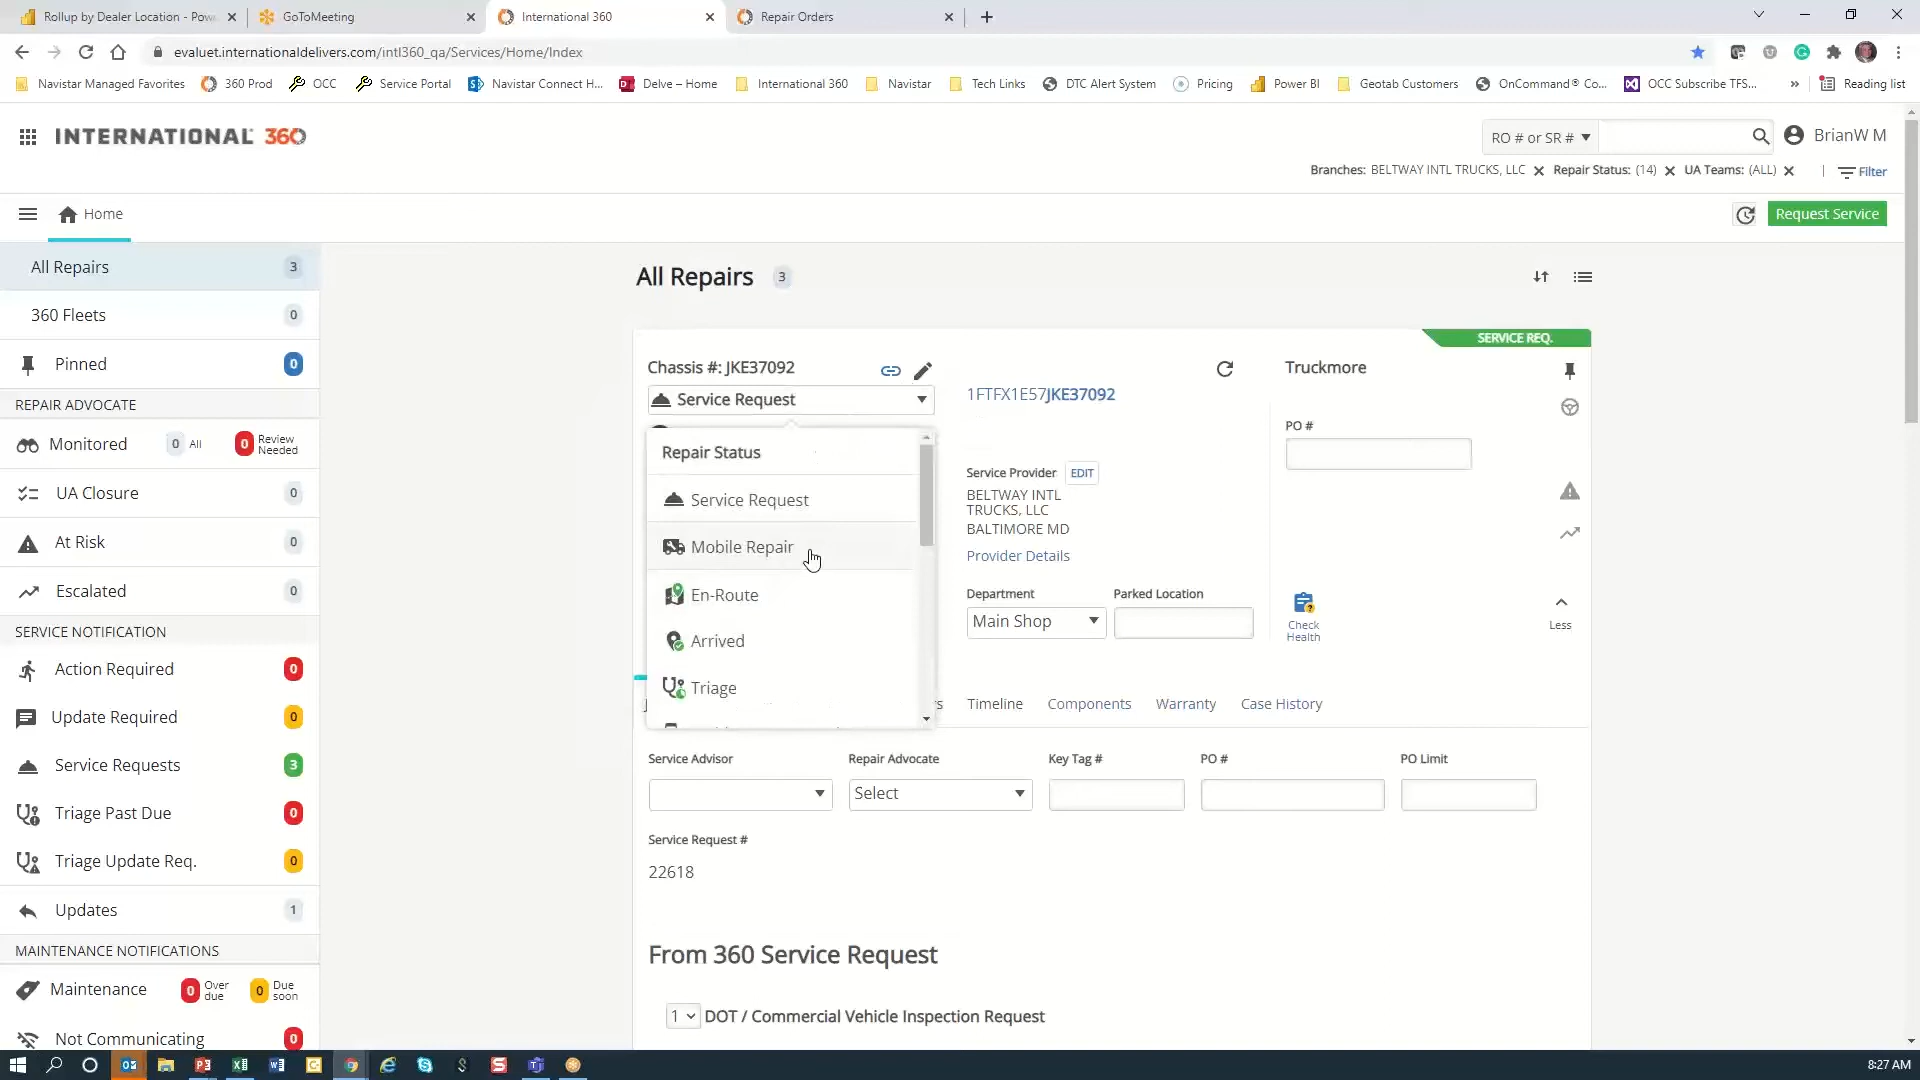 Rollup by Dealer Location - Pow
GoToMeeting
International 360
Repair Orders
evaluet.internationaldelivers.com/intl360_qa/Services/Home/Index
Navistar Managed Favorites
360 Prod
OCC
Service Portal
Navistar Connect H...
Delve – Home
International 360
Navistar
Tech Links
DTC Alert System
Pricing
Power BI
Geotab Customers
OnCommand® Co...
OCC Subscribe TFS...
Reading list
INTERNATIONAL 360
RO # or SR #
BrianW M
Branches: BELTWAY INTL TRUCKS, LLC
Repair Status: (14)
UA Teams: (ALL)
Filter
Home
Request Service
All Repairs 3
360 Fleets 0
Pinned 0
REPAIR ADVOCATE
Monitored 0 All 0 Review Needed
UA Closure 0
At Risk 0
Escalated 0
SERVICE NOTIFICATION
Action Required 0
Update Required 0
Service Requests 3
Triage Past Due 0
Triage Update Req. 0
Updates 1
MAINTENANCE NOTIFICATIONS
Maintenance 0 Over due 0 Due soon
Not Communicating 0
All Repairs 3
SERVICE REQ.
Chassis #: JKE37092
Service Request
Repair Status
Service Request
Mobile Repair
En-Route
Arrived
Triage
1FTFX1E57JKE37092
Service Provider EDIT
BELTWAY INTL
TRUCKS, LLC
BALTIMORE MD
Provider Details
Department
Main Shop
Parked Location
Truckmore
PO #
Check
Health
Less
Timeline
Components
Warranty
Case History
Service Advisor
Repair Advocate
Select
Key Tag #
PO #
PO Limit
Service Request #
22618
From 360 Service Request
1 DOT / Commercial Vehicle Inspection Request
8:27 AM